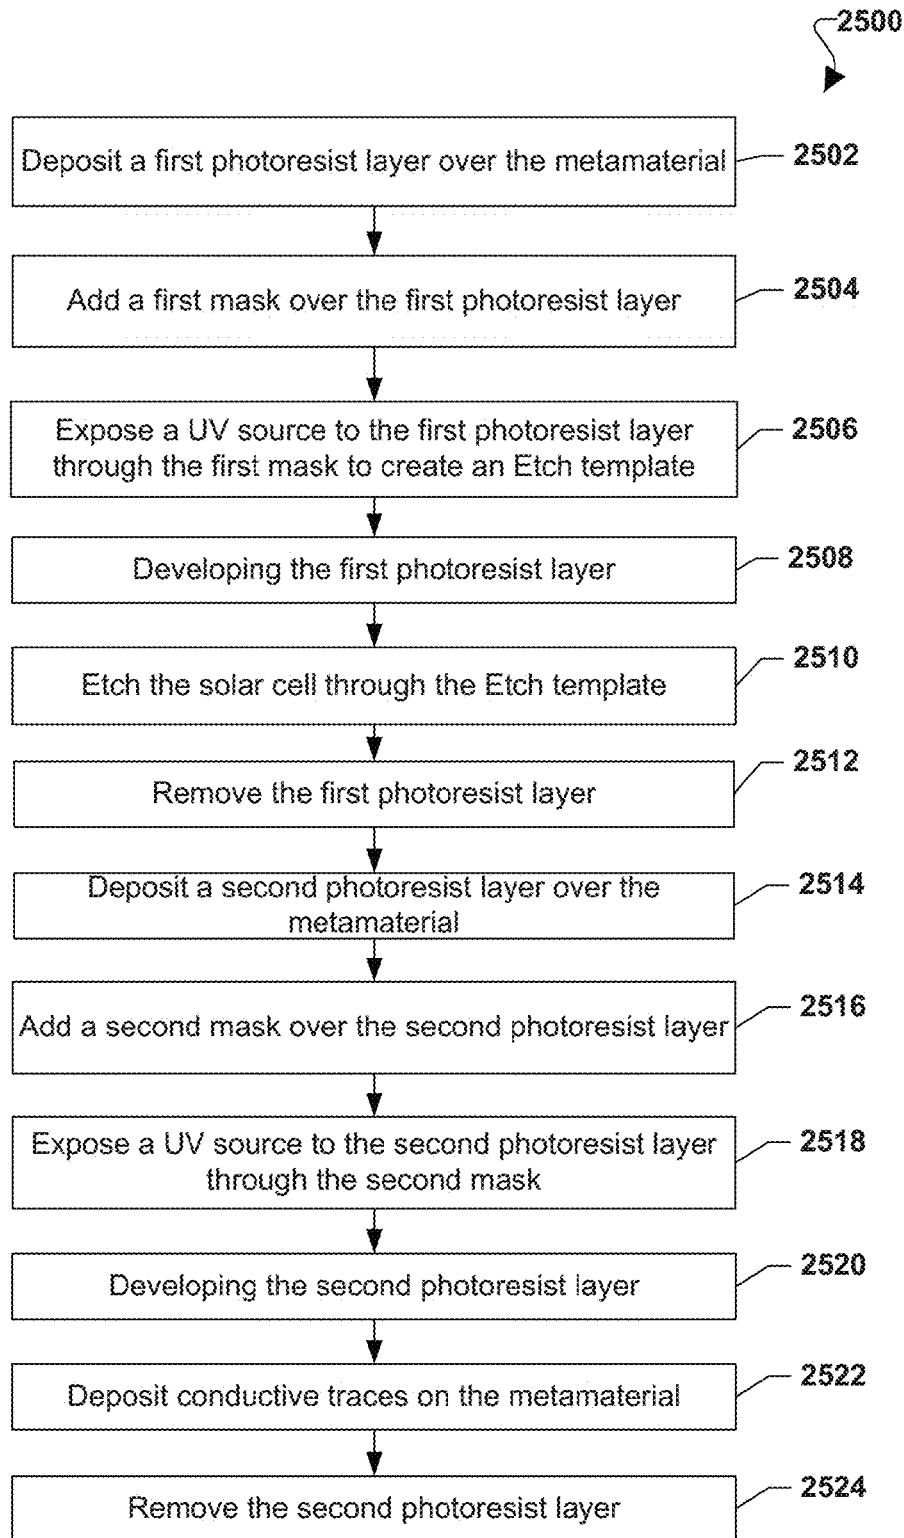 2500
Deposit a first photoresist layer over the metamaterial
2502
Add a first mask over the first photoresist layer
2504
Expose a UV source to the first photoresist layer
through the first mask to create an Etch template
2506
Developing the first photoresist layer
2508
Etch the solar cell through the Etch template
2510
Remove the first photoresist layer
2512
Deposit a second photoresist layer over the
metamaterial
2514
Add a second mask over the second photoresist layer
2516
Expose a UV source to the second photoresist layer
through the second mask
2518
Developing the second photoresist layer
2520
Deposit conductive traces on the metamaterial
2522
Remove the second photoresist layer
2524